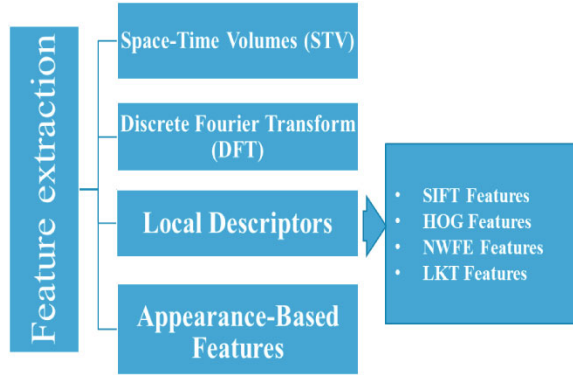 Feature extraction
Space-Time Volumes (STV)
Discrete Fourier Transform
(DFT)
Local Descriptors
• SIFT Features
• HOG Features
• NWFE Features
• LKT Features
Appearance-Based
Features